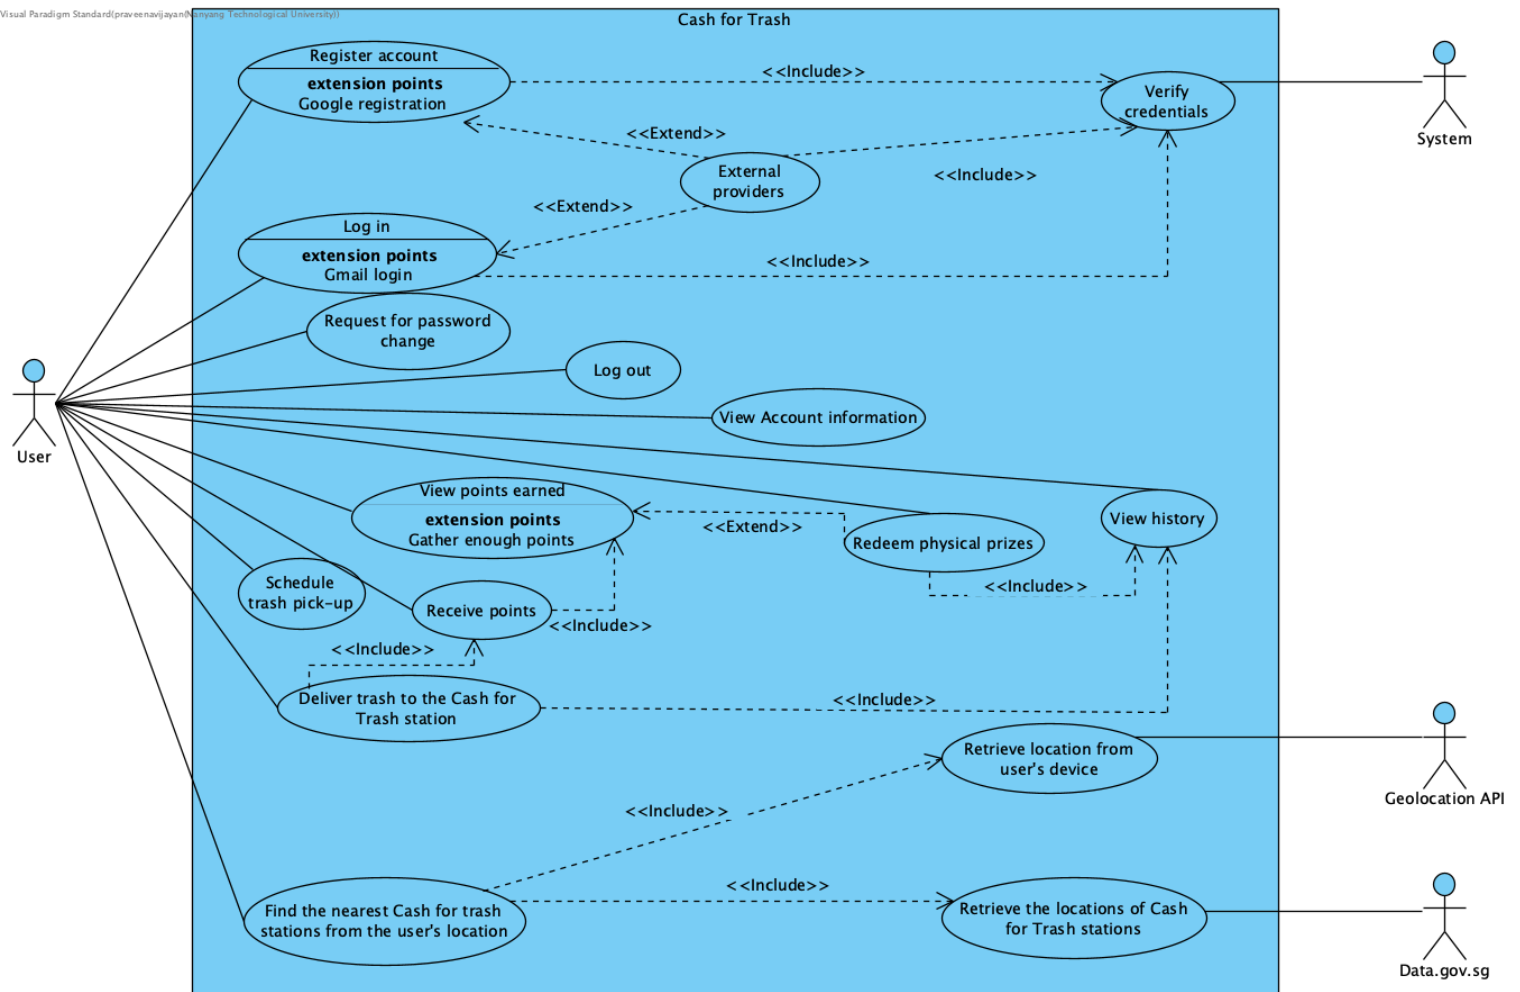 Visual Paradigm Standard(praveenavijayan(Nanyang Technological University))
Cash for Trash
Register account
extension points
Google registration
<<Include>>
Verify
credentials
System
<<Extend>>
External
providers
<<Include>>
<<Extend>>
Log in
extension points
Gmail login
<<Include>>
Request for password
change
Log out
View Account information
User
View points earned
extension points
Gather enough points
<<Extend>>
Redeem physical prizes
View history
<<Include>>
Schedule
trash pick-up
Receive points
<<Include>>
<<Include>>
Deliver trash to the Cash for
Trash station
<<Include>>
Retrieve location from
user's device
Geolocation API
<<Include>>
<<Include>>
Find the nearest Cash for trash
stations from the user's location
Retrieve the locations of Cash
for Trash stations
Data.gov.sg